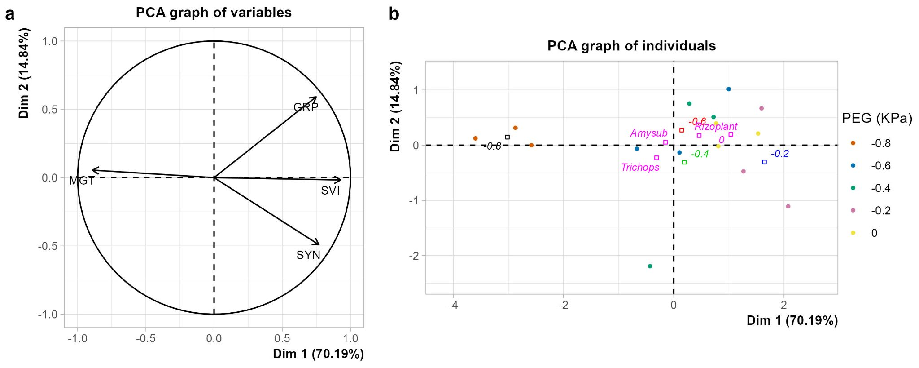 a
PCA graph of variables
Dim 2 (14.84%)
1.0
0.5
0.0
-0.5
-1.0
GRP
MGT
SVI
SYN
-1.0 -0.5 0.0 0.5 1.0
Dim 1 (70.19%)
b
PCA graph of individuals
Dim 2 (14.84%)
1
0
-1
-2
-0.8
-0.6
Rizoplant
Amysub
0
-0.4
-0.2
Trichops
4 2 0 2
Dim 1 (70.19%)
PEG (KPa)
-0.8
-0.6
-0.4
-0.2
0